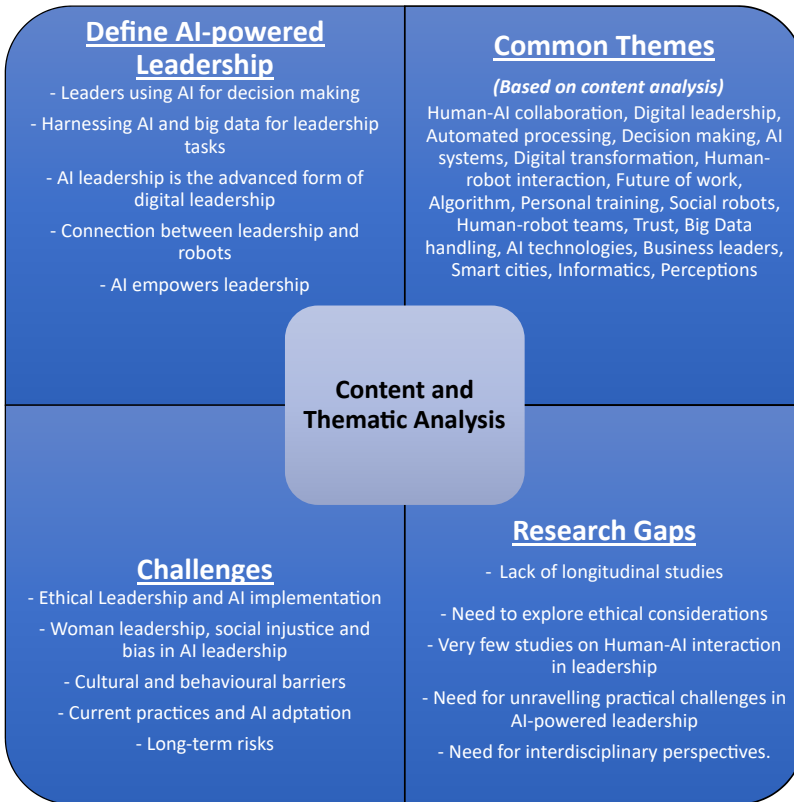 Define AI-powered
Leadership
- Leaders using AI for decision making
- Harnessing AI and big data for leadership
tasks
- AI leadership is the advanced form of
digital leadership
- Connection between leadership and
robots
- AI empowers leadership
Common Themes
(Based on content analysis)
Human-AI collaboration, Digital leadership,
Automated processing, Decision making, AI
systems, Digital transformation, Human-
robot interaction, Future of work,
Algorithm, Personal training, Social robots,
Human-robot teams, Trust, Big Data
handling, AI technologies, Business leaders,
Smart cities, Informatics, Perceptions
Content and
Thematic Analysis
Challenges
- Ethical Leadership and AI implementation
- Woman leadership, social injustice and
bias in AI leadership
- Cultural and behavioural barriers
- Current practices and AI adptation
- Long-term risks
Research Gaps
- Lack of longitudinal studies
- Need to explore ethical considerations
- Very few studies on Human-AI interaction
in leadership
- Need for unravelling practical challenges in
AI-powered leadership
- Need for interdisciplinary perspectives.